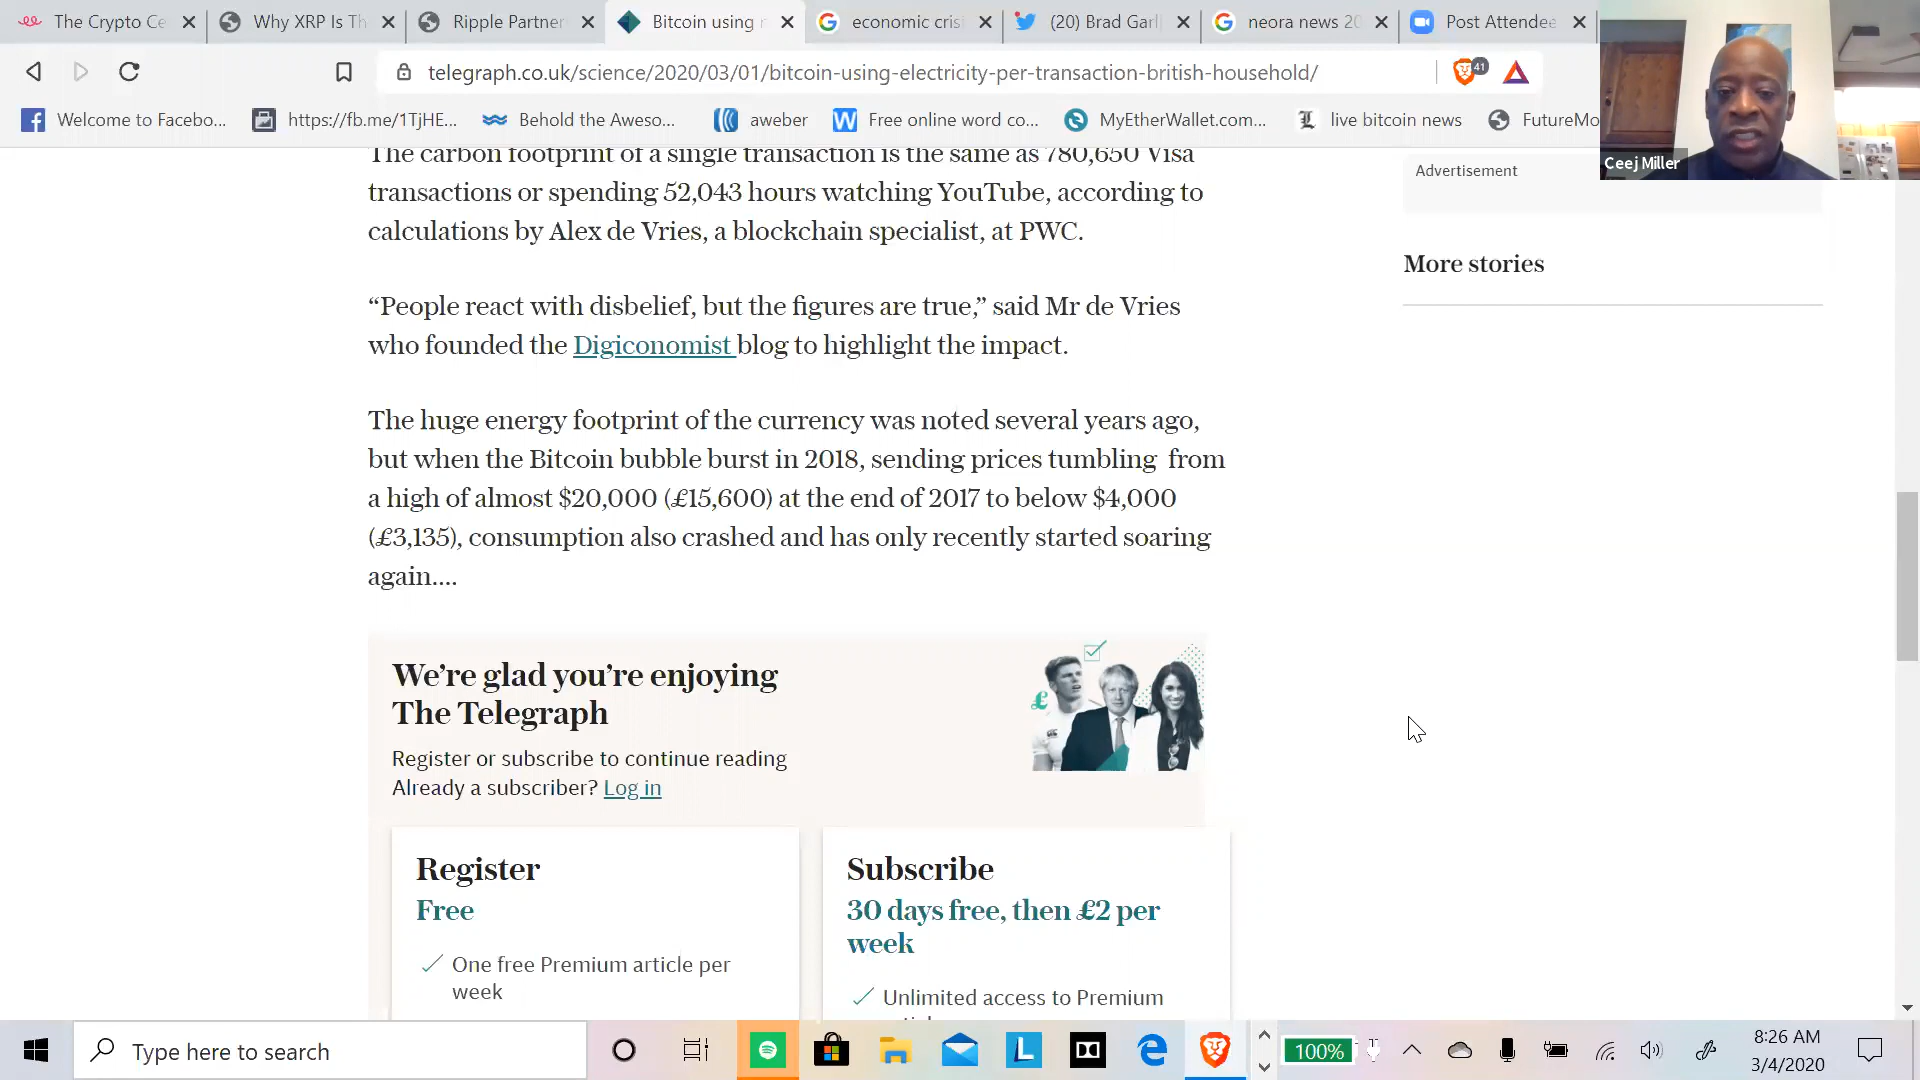 The Crypto Ce
Why XRP Is Th
Ripple Partner
Bitcoin using r
economic crisi
(20) Brad Garli
neora news 20
Post Attendee
telegraph.co.uk/science/2020/03/01/bitcoin-using-electricity-per-transaction-british-household/
41
Welcome to Facebo...
https://fb.me/1TjHE...
Behold the Aweso...
aweber
W
Free online word co...
MyEtherWallet.com...
L
live bitcoin news
FutureMo
Ceej Miller
The carbon footprint of a single transaction is the same as 780,650 Visa
transactions or spending 52,043 hours watching YouTube, according to
calculations by Alex de Vries, a blockchain specialist, at PWC.
“People react with disbelief, but the figures are true,” said Mr de Vries
who founded the Digiconomist blog to highlight the impact.
The huge energy footprint of the currency was noted several years ago,
but when the Bitcoin bubble burst in 2018, sending prices tumbling from
a high of almost $20,000 (£15,600) at the end of 2017 to below $4,000
(£3,135), consumption also crashed and has only recently started soaring
again....
Advertisement
More stories
We’re glad you’re enjoying
The Telegraph
Register or subscribe to continue reading
Already a subscriber? Log in
£
Register
Free
One free Premium article per
week
Subscribe
30 days free, then £2 per
week
Unlimited access to Premium
Type here to search
L
100%
8:26 AM
3/4/2020